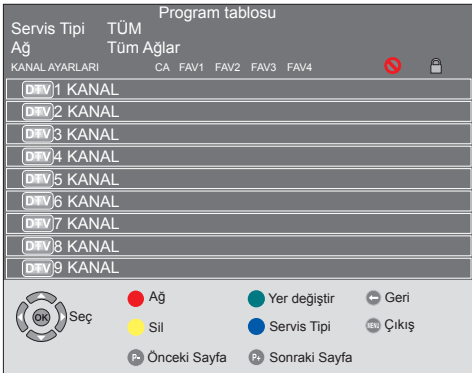 Program tablosu
Servis Tipi TÜM
Ağ Tüm Ağlar
KANAL AYARLARI CA FAV1 FAV2 FAV3 FAV4
DTV 1 KANAL
DTV 2 KANAL
DTV 3 KANAL
DTV 4 KANAL
DTV 5 KANAL
DTV 6 KANAL
DTV 7 KANAL
DTV 8 KANAL
DTV 9 KANAL
Ağ Yer değiştir Geri
OK Seç
Sil Servis Tipi MENU Çıkış
P- Önceki Sayfa P+ Sonraki Sayfa